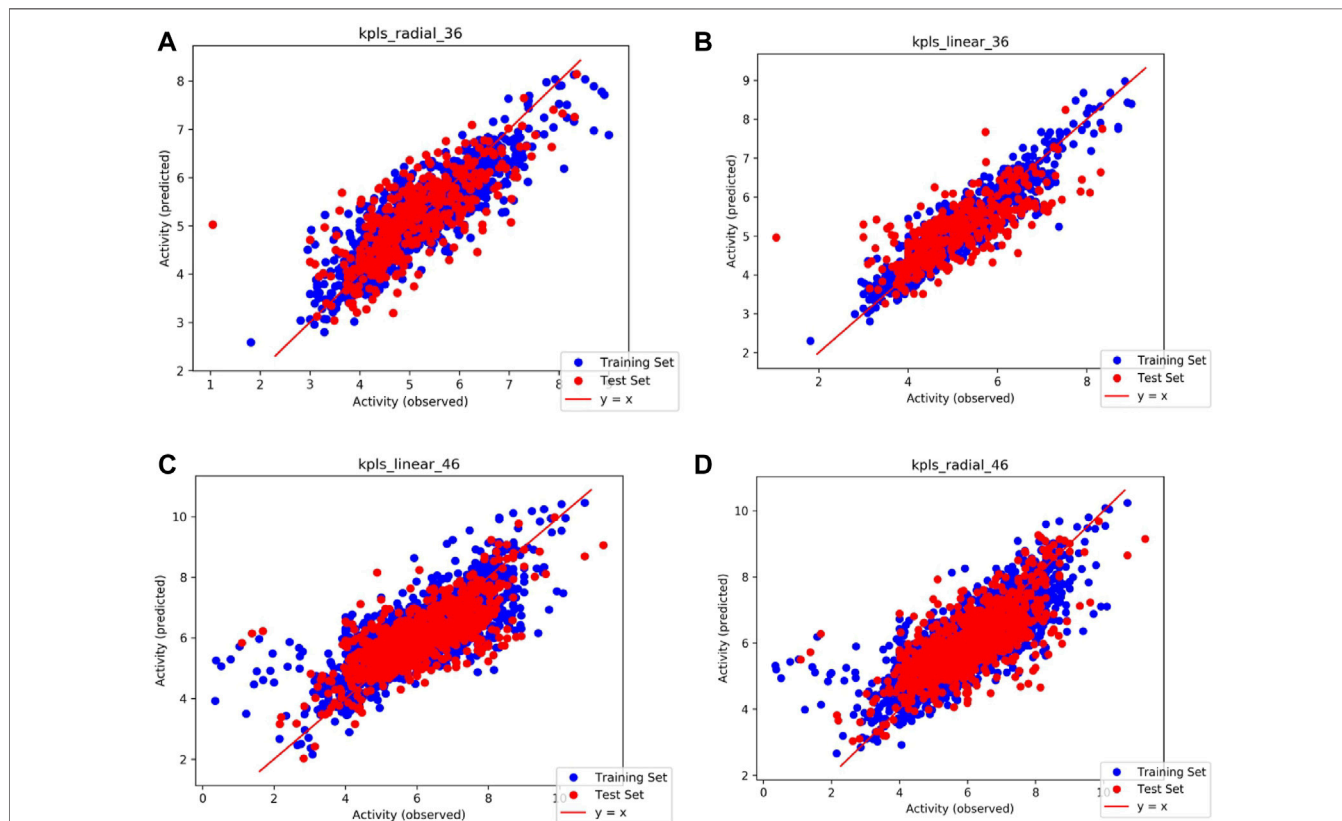 A
kpls_radial_36
8
7
6
5
4
3
2
Activity (predicted)
1 2 3 4 5 6 7 8
Activity (observed)
Training Set
Test Set
y = x
B
kpls_linear_36
9
8
7
6
5
4
3
2
Activity (predicted)
2 4 6 8
Activity (observed)
Training Set
Test Set
y = x
C
kpls_linear_46
10
8
6
4
2
Activity (predicted)
0 2 4 6 8 10
Activity (observed)
Training Set
Test Set
y = x
D
kpls_radial_46
10
9
8
7
6
5
4
3
2
Activity (predicted)
0 2 4 6 8 10
Activity (observed)
Training Set
Test Set
y = x